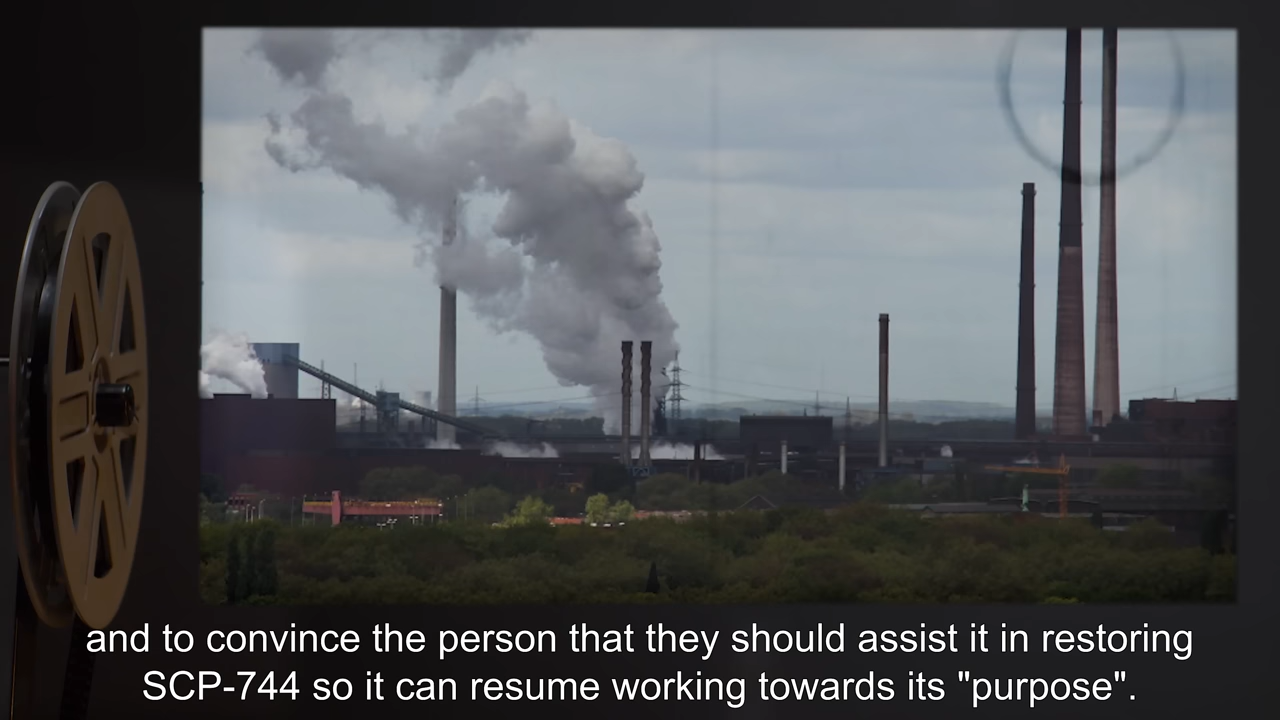 and to convince the person that they should assist it in restoring
SCP-744 so it can resume working towards its "purpose".